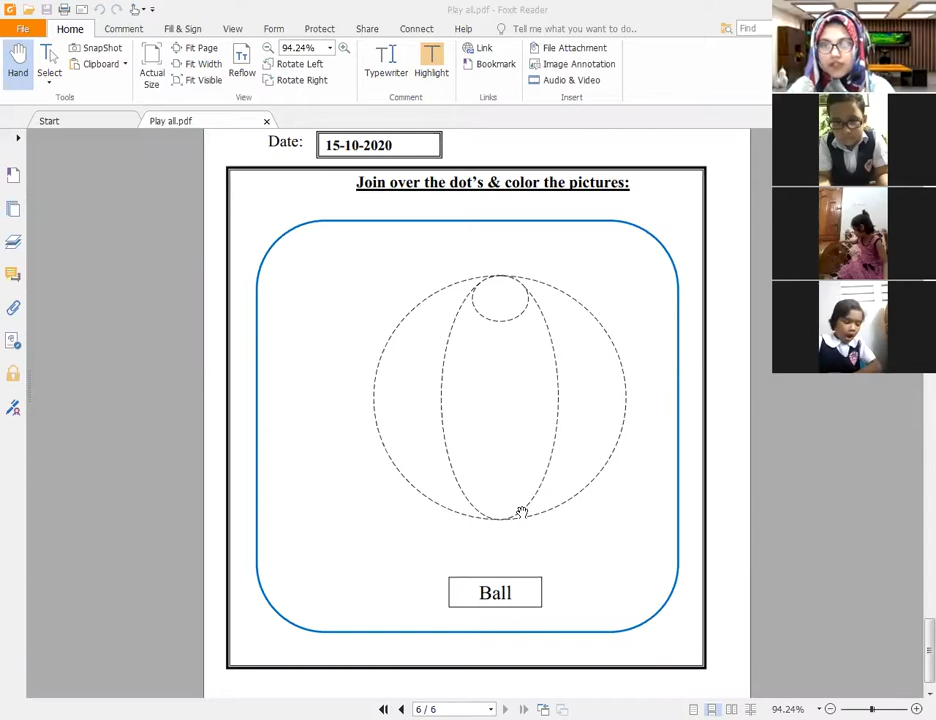 Play all.pdf - Foxit Reader
File Home Comment Fill & Sign View Form Protect Share Connect Help Tell me what you want to do.. Find
SnapShot Fit Page 94.24% Link File Attachment
Clipboard Fit Width Rotate Left Bookmark Image Annotation
Hand Select Actual Size Fit Visible Reflow Rotate Right Typewriter Highlight Audio & Video
Tools View Comment Links Insert
Start Play all.pdf
Date: 15-10-2020
Join over the dot's & color the pictures:
Ball
6 / 6 94.24%